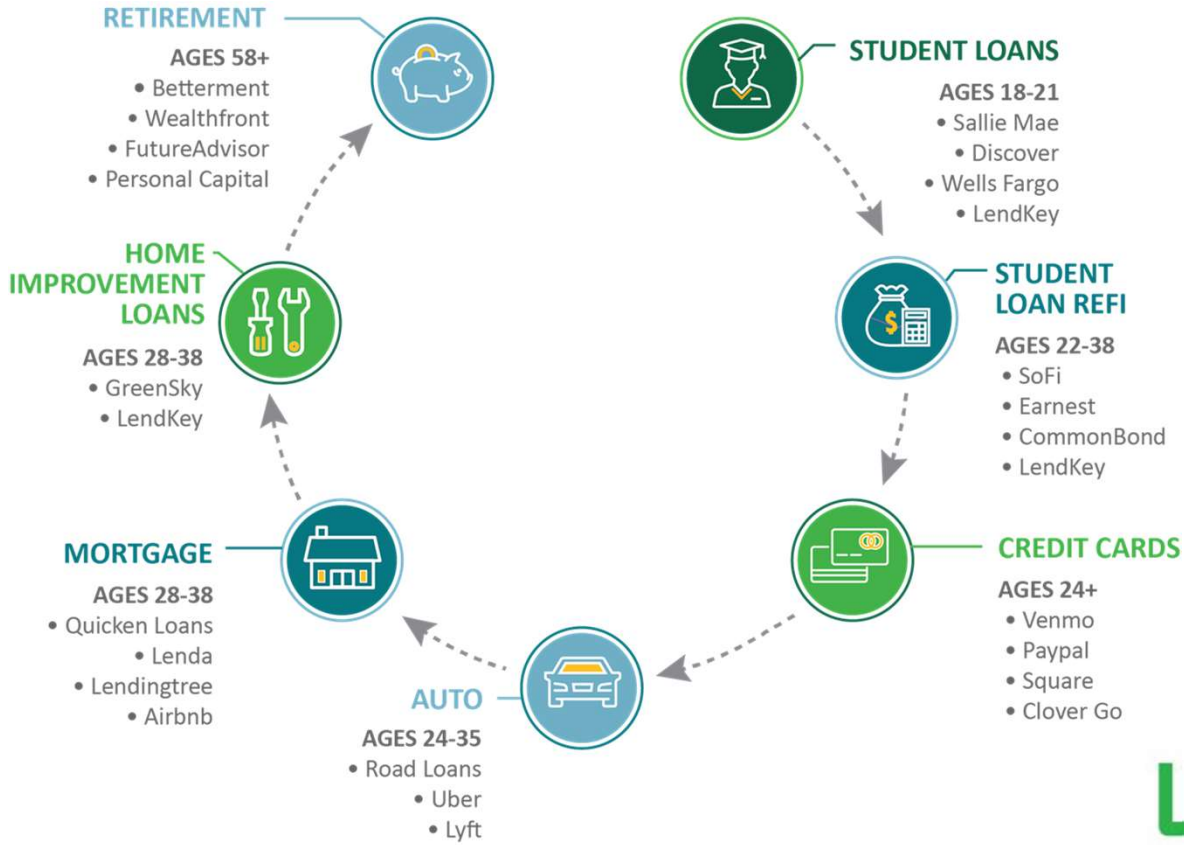 RETIREMENT
AGES 58+
• Betterment
• Wealthfront
• FutureAdvisor
• Personal Capital
STUDENT LOANS
AGES 18-21
• Sallie Mae
• Discover
• Wells Fargo
• LendKey
HOME
IMPROVEMENT
LOANS
AGES 28-38
• GreenSky
• LendKey
STUDENT
LOAN REFI
AGES 22-38
• SoFi
• Earnest
• CommonBond
• LendKey
$
MORTGAGE
AGES 28-38
• Quicken Loans
• Lenda
• Lendingtree
• Airbnb
CREDIT CARDS
AGES 24+
• Venmo
• Paypal
• Square
• Clover Go
AUTO
AGES 24-35
• Road Loans
• Uber
• Lyft
L